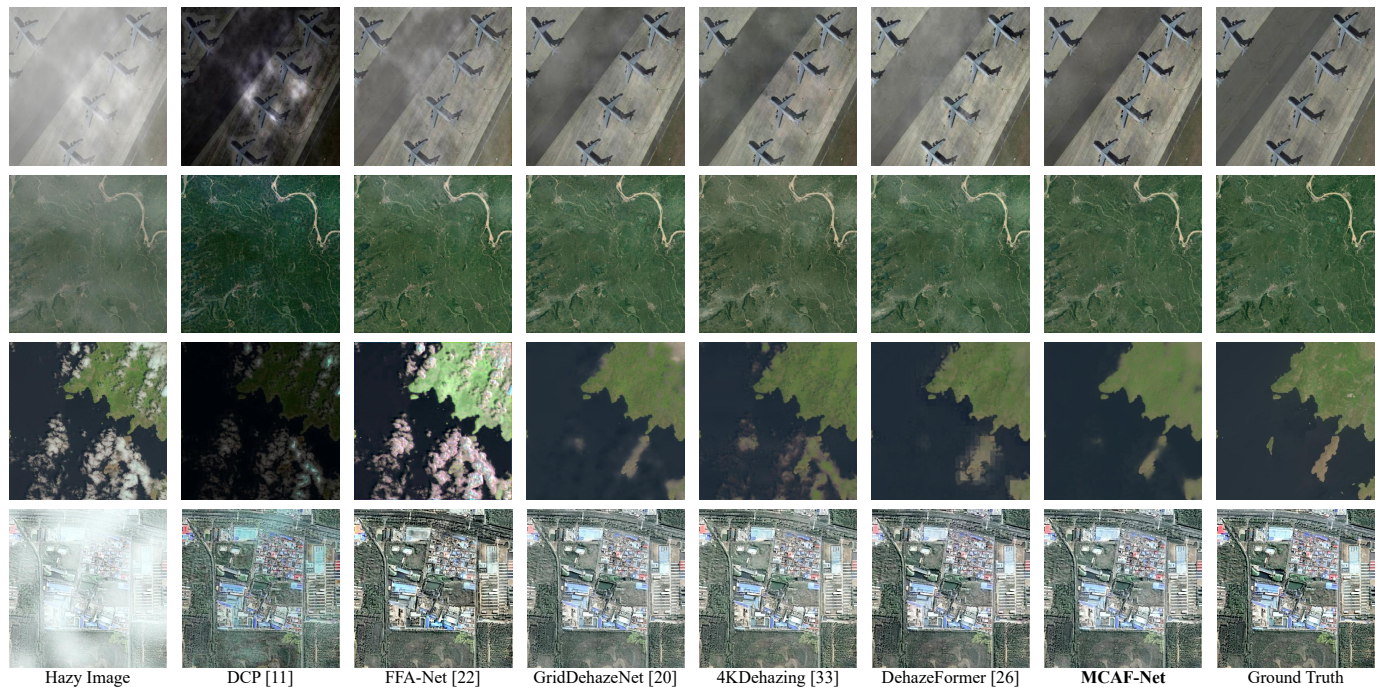 Hazy Image DCP [11] FFA-Net [22] GridDehazeNet [20] 4KDehazing [33] DehazeFormer [26] MCAF-Net Ground Truth